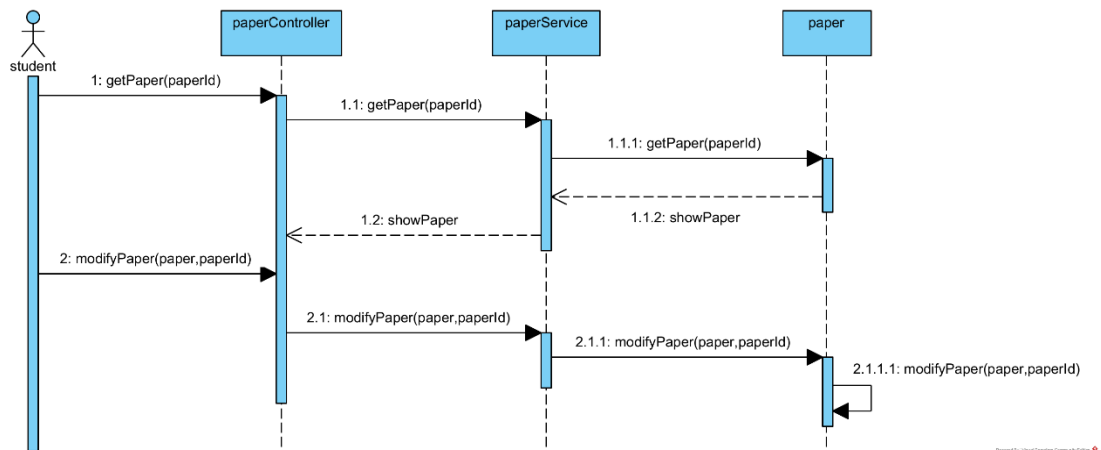 paperController
paperService
paper
student
1: getPaper(paperId)
1.1: getPaper(paperId)
1.1.1: getPaper(paperId)
1.1.2: showPaper
1.2: showPaper
2: modifyPaper(paper,paperId)
2.1: modifyPaper(paper,paperId)
2.1.1: modifyPaper(paper,paperId)
2.1.1.1: modifyPaper(paper,paperId)